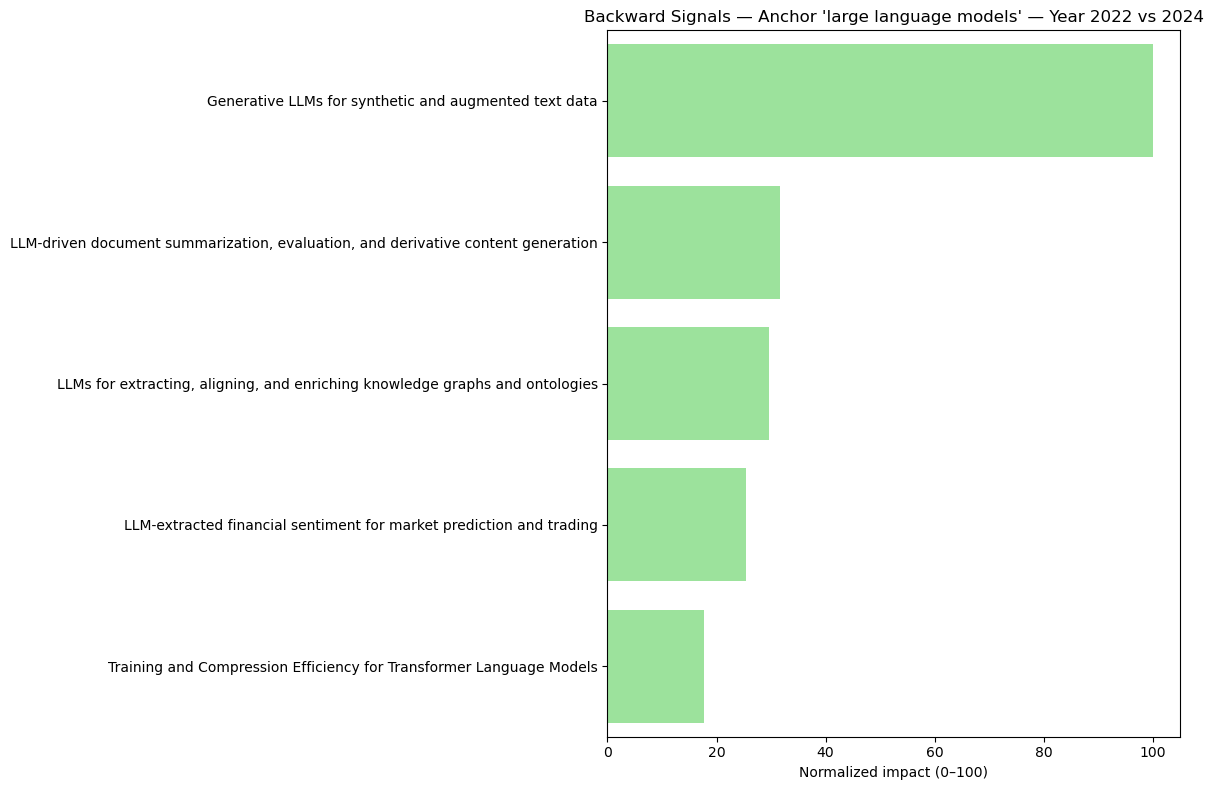 Backward Signals — Anchor 'large language models' — Year 2022 vs 2024
Generative LLMs for synthetic and augmented text data
LLM-driven document summarization, evaluation, and derivative content generation
LLMs for extracting, aligning, and enriching knowledge graphs and ontologies
LLM-extracted financial sentiment for market prediction and trading
Training and Compression Efficiency for Transformer Language Models
0 20 40 60 80 100
Normalized impact (0–100)